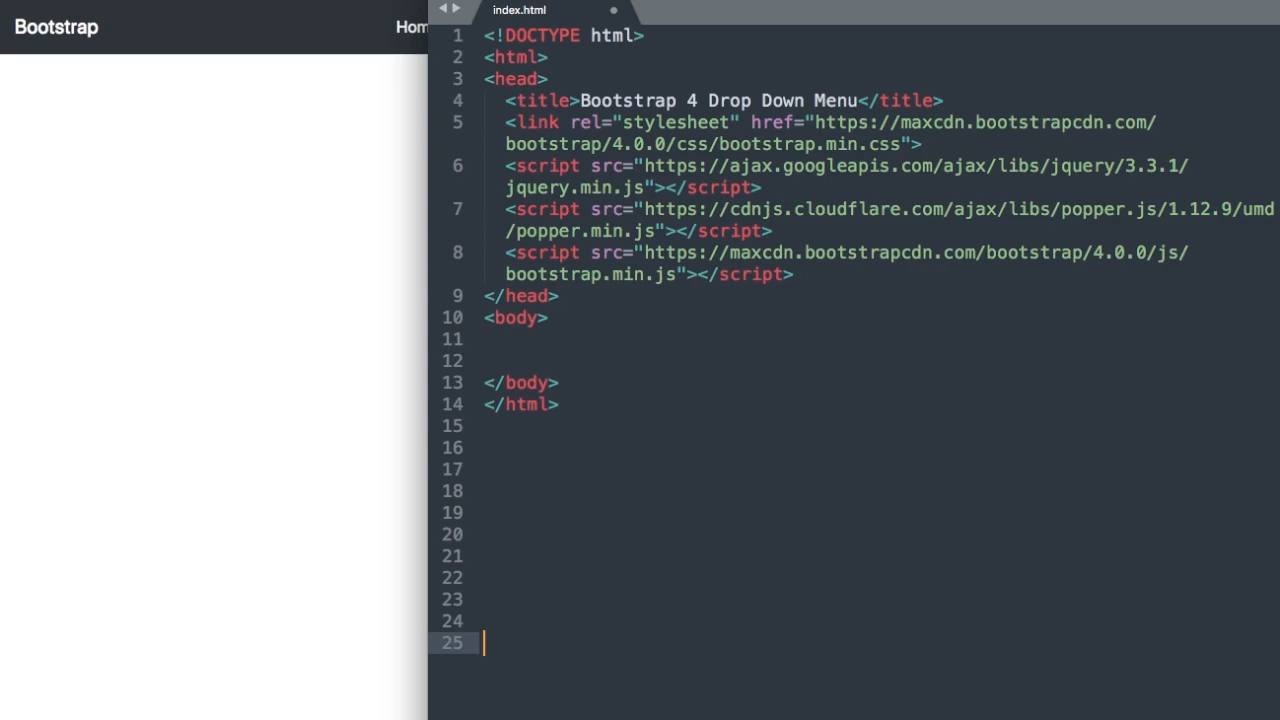 Bootstrap
Hom
index.html
1 <!DOCTYPE html>
2 <html>
3 <head>
4 <title>Bootstrap 4 Drop Down Menu</title>
5 <link rel="stylesheet" href="https://maxcdn.bootstrapcdn.com/
bootstrap/4.0.0/css/bootstrap.min.css">
6 <script src="https://ajax.googleapis.com/ajax/libs/jquery/3.3.1/
jquery.min.js"></script>
7 <script src="https://cdnjs.cloudflare.com/ajax/libs/popper.js/1.12.9/umd
/popper.min.js"></script>
8 <script src="https://maxcdn.bootstrapcdn.com/bootstrap/4.0.0/js/
bootstrap.min.js"></script>
9 </head>
10 <body>
11
12
13 </body>
14 </html>
15
16
17
18
19
20
21
22
23
24
25